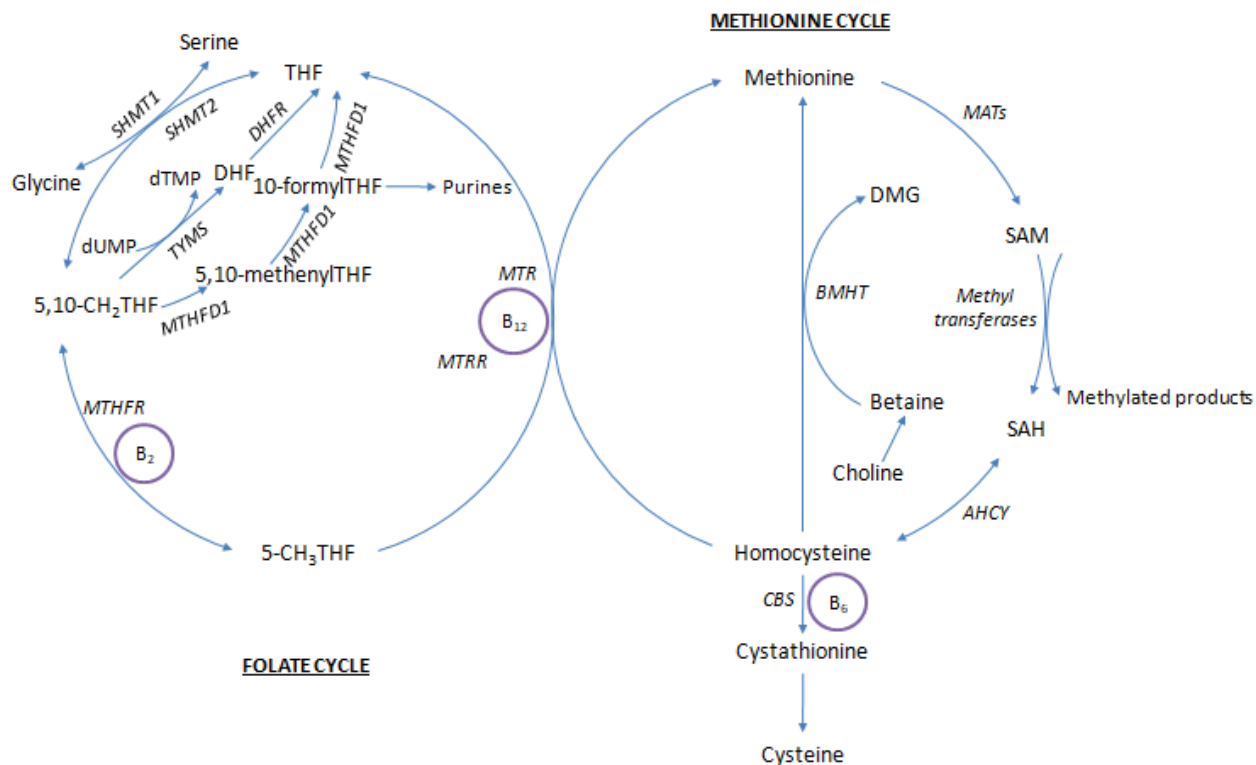 METHIONINE CYCLE
Serine
THF
Methionine
SHMT1
SHMT2
DHFR
MTHFD1
MATs
Glycine
dTMP
DHF
10-formylTHF
Purines
DMG
dUMP
TYMS
MTHFD1
SAM
5,10-methenylTHF
MTR
5,10-CH₂THF
MTHFD1
B₁₂
BMHT
Methyl
transferases
MTRR
MTHFR
Betaine
Methylated products
B₂
SAH
Choline
AHCY
5-CH₃THF
Homocysteine
CBS
B₆
Cystathionine
FOLATE CYCLE
Cysteine